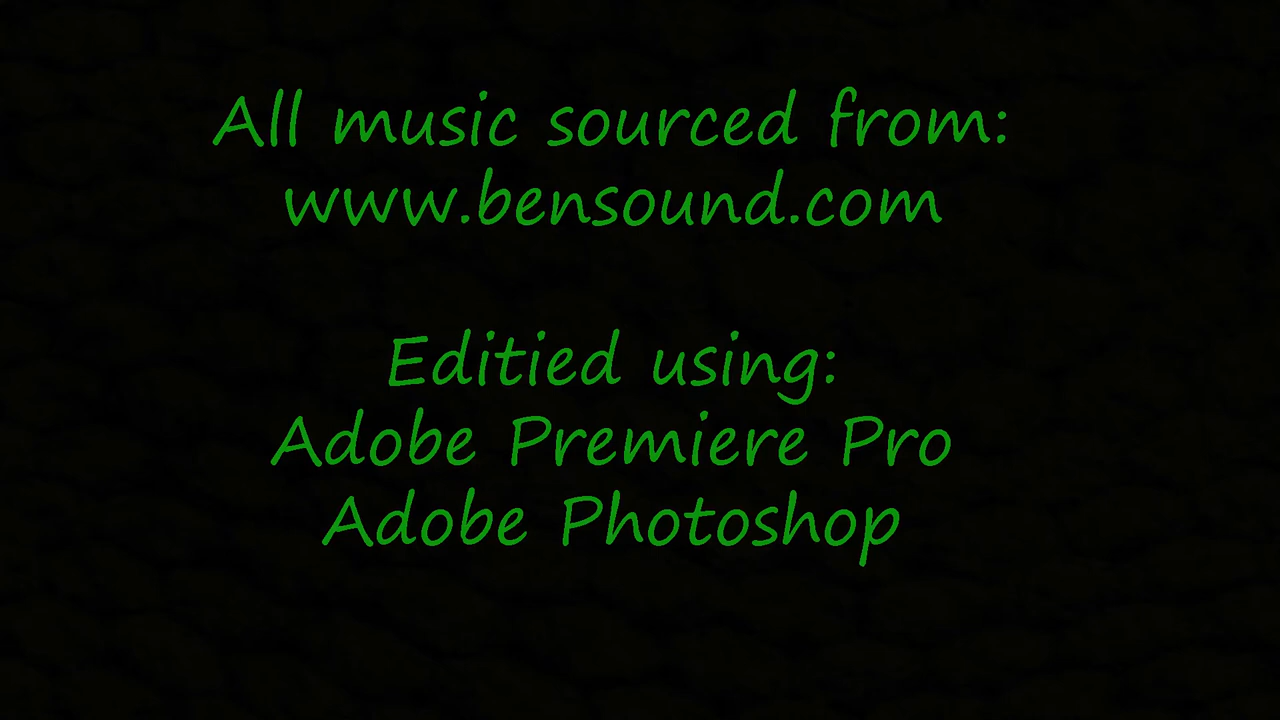 All music sourced from:
www.bensound.com
Editied using:
Adobe Premiere Pro
Adobe Photoshop